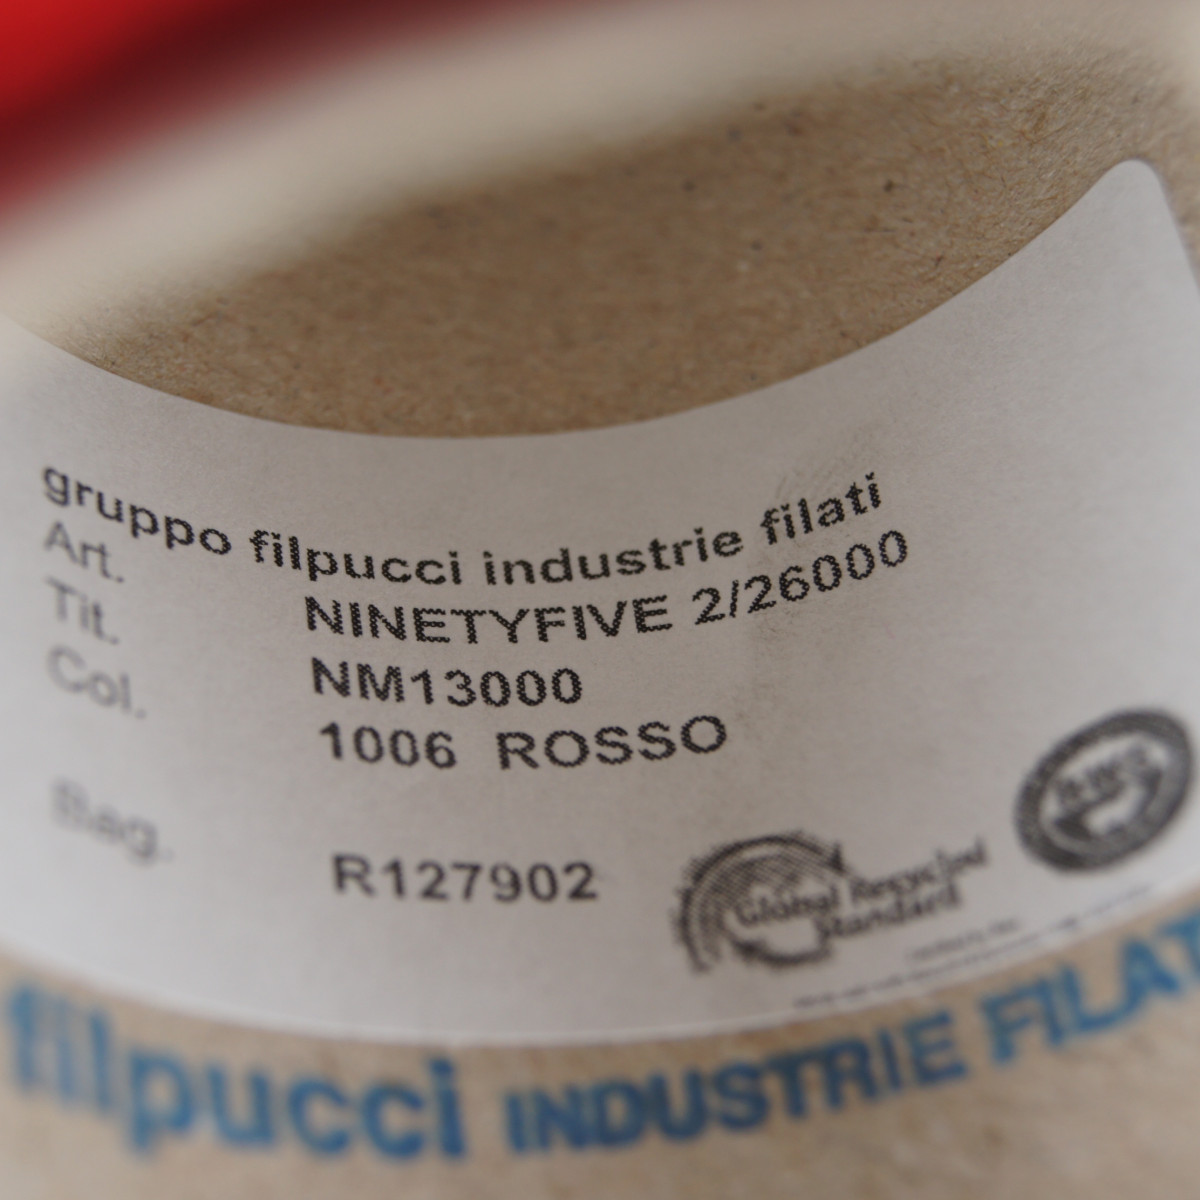 gruppo filpucci industrie filati
Art. NINETYFIVE 2/26000
Tit. NM13000
Col. 1006 ROSSO
Bag. R127902
Global Recycled
Standard
filpucci INDUSTRIE FILAT